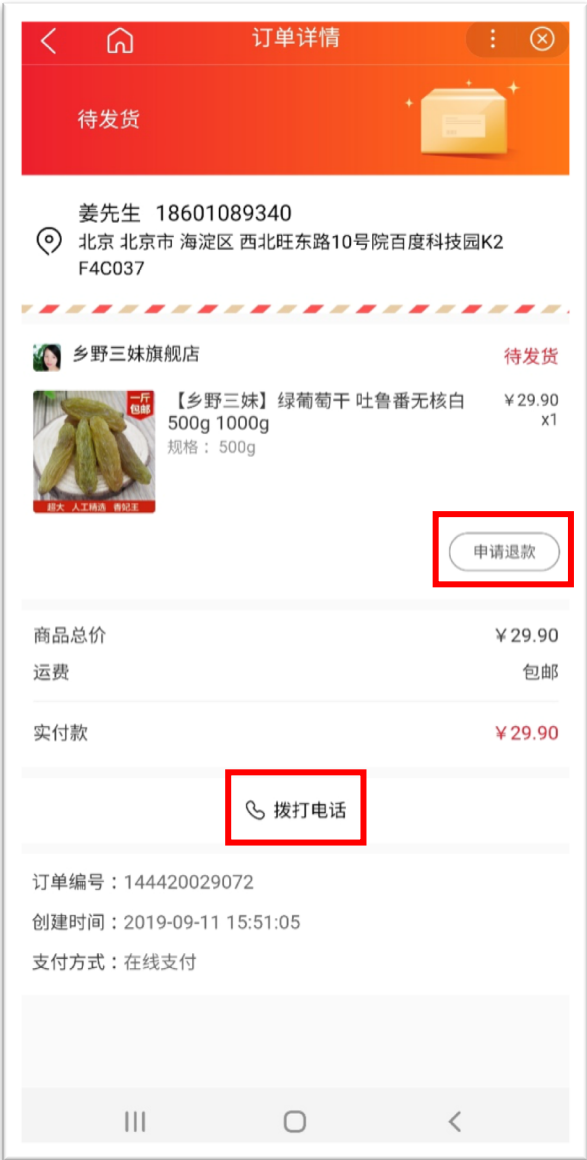 订单详情
待发货
姜先生 18601089340
北京 北京市 海淀区 西北旺东路10号院百度科技园K2
F4C037
乡野三妹旗舰店
待发货
一斤
包邮
超大 人工精选 香妃王
【乡野三妹】绿葡萄干 吐鲁番无核白
500g 1000g
规格： 500g
￥29.90
x1
申请退款
商品总价 ￥29.90
运费 包邮
实付款 ￥29.90
拨打电话
订单编号：144420029072
创建时间：2019-09-11 15:51:05
支付方式：在线支付